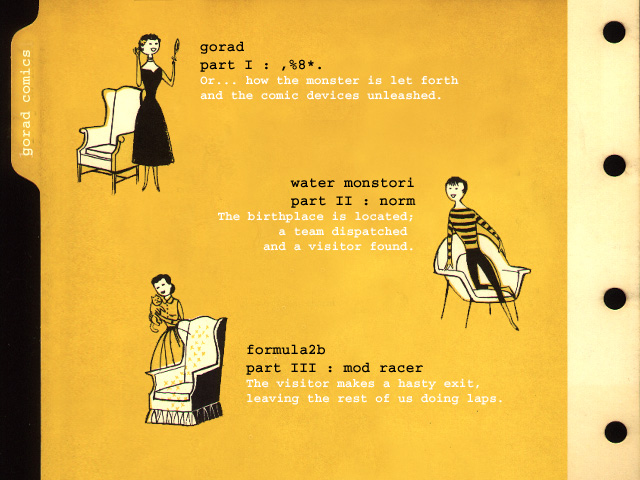 gorad comics
gorad
part I : ,%8*.
Or... how the monster is let forth
and the comic devices unleashed.
water monstori
part II : norm
The birthplace is located;
a team dispatched
and a visitor found.
formula2b
part III : mod racer
The visitor makes a hasty exit,
leaving the rest of us doing laps.